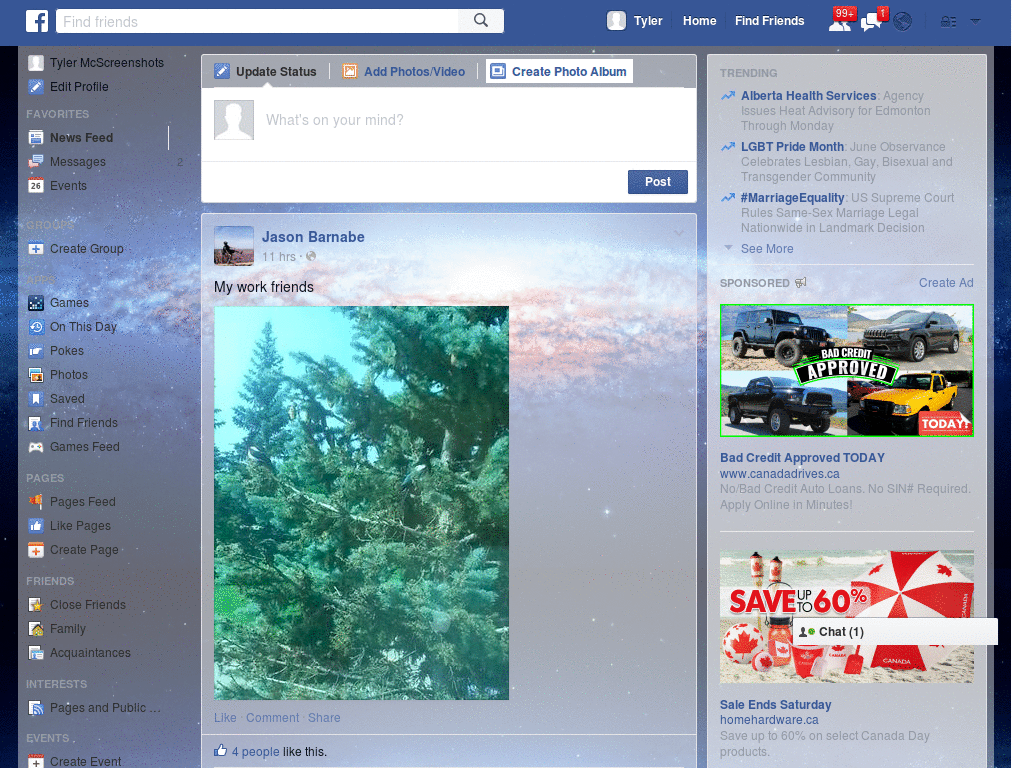 Find friends
Tyler
Home
Find Friends
99+
1
Tyler McScreenshots
Edit Profile
FAVORITES
News Feed
Messages 2
26 Events
GROUPS
Create Group
APPS
Games
On This Day
Pokes
Photos
Saved
Find Friends
Games Feed
PAGES
Pages Feed
Like Pages
Create Page
FRIENDS
Close Friends
Family
Acquaintances
INTERESTS
Pages and Public ...
EVENTS
Create Event
Update Status
Add Photos/Video
Create Photo Album
What's on your mind?
Post
Jason Barnabe
11 hrs ·
My work friends
Like · Comment · Share
4 people like this.
TRENDING
Alberta Health Services: Agency
Issues Heat Advisory for Edmonton
Through Monday
LGBT Pride Month: June Observance
Celebrates Lesbian, Gay, Bisexual and
Transgender Community
#MarriageEquality: US Supreme Court
Rules Same-Sex Marriage Legal
Nationwide in Landmark Decision
See More
SPONSORED
Create Ad
BAD CREDIT
APPROVED
TODAY!
Bad Credit Approved TODAY
www.canadadrives.ca
No/Bad Credit Auto Loans. No SIN# Required.
Apply Online in Minutes!
SAVE UP TO 60%
Chat (1)
CANADA
Sale Ends Saturday
homehardware.ca
Save up to 60% on select Canada Day
products.